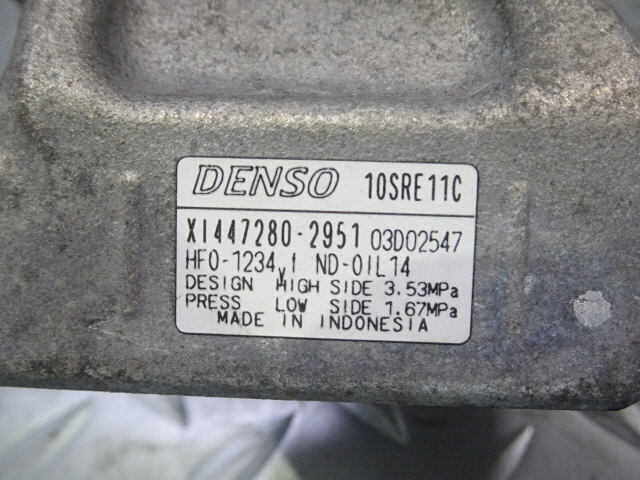 DENSO 10SRE11C
XI447280-2951 03D02547
HFO-1234yf ND-OIL14
DESIGN HIGH SIDE 3.53MPa
PRESS LOW SIDE 1.67MPa
MADE IN INDONESIA